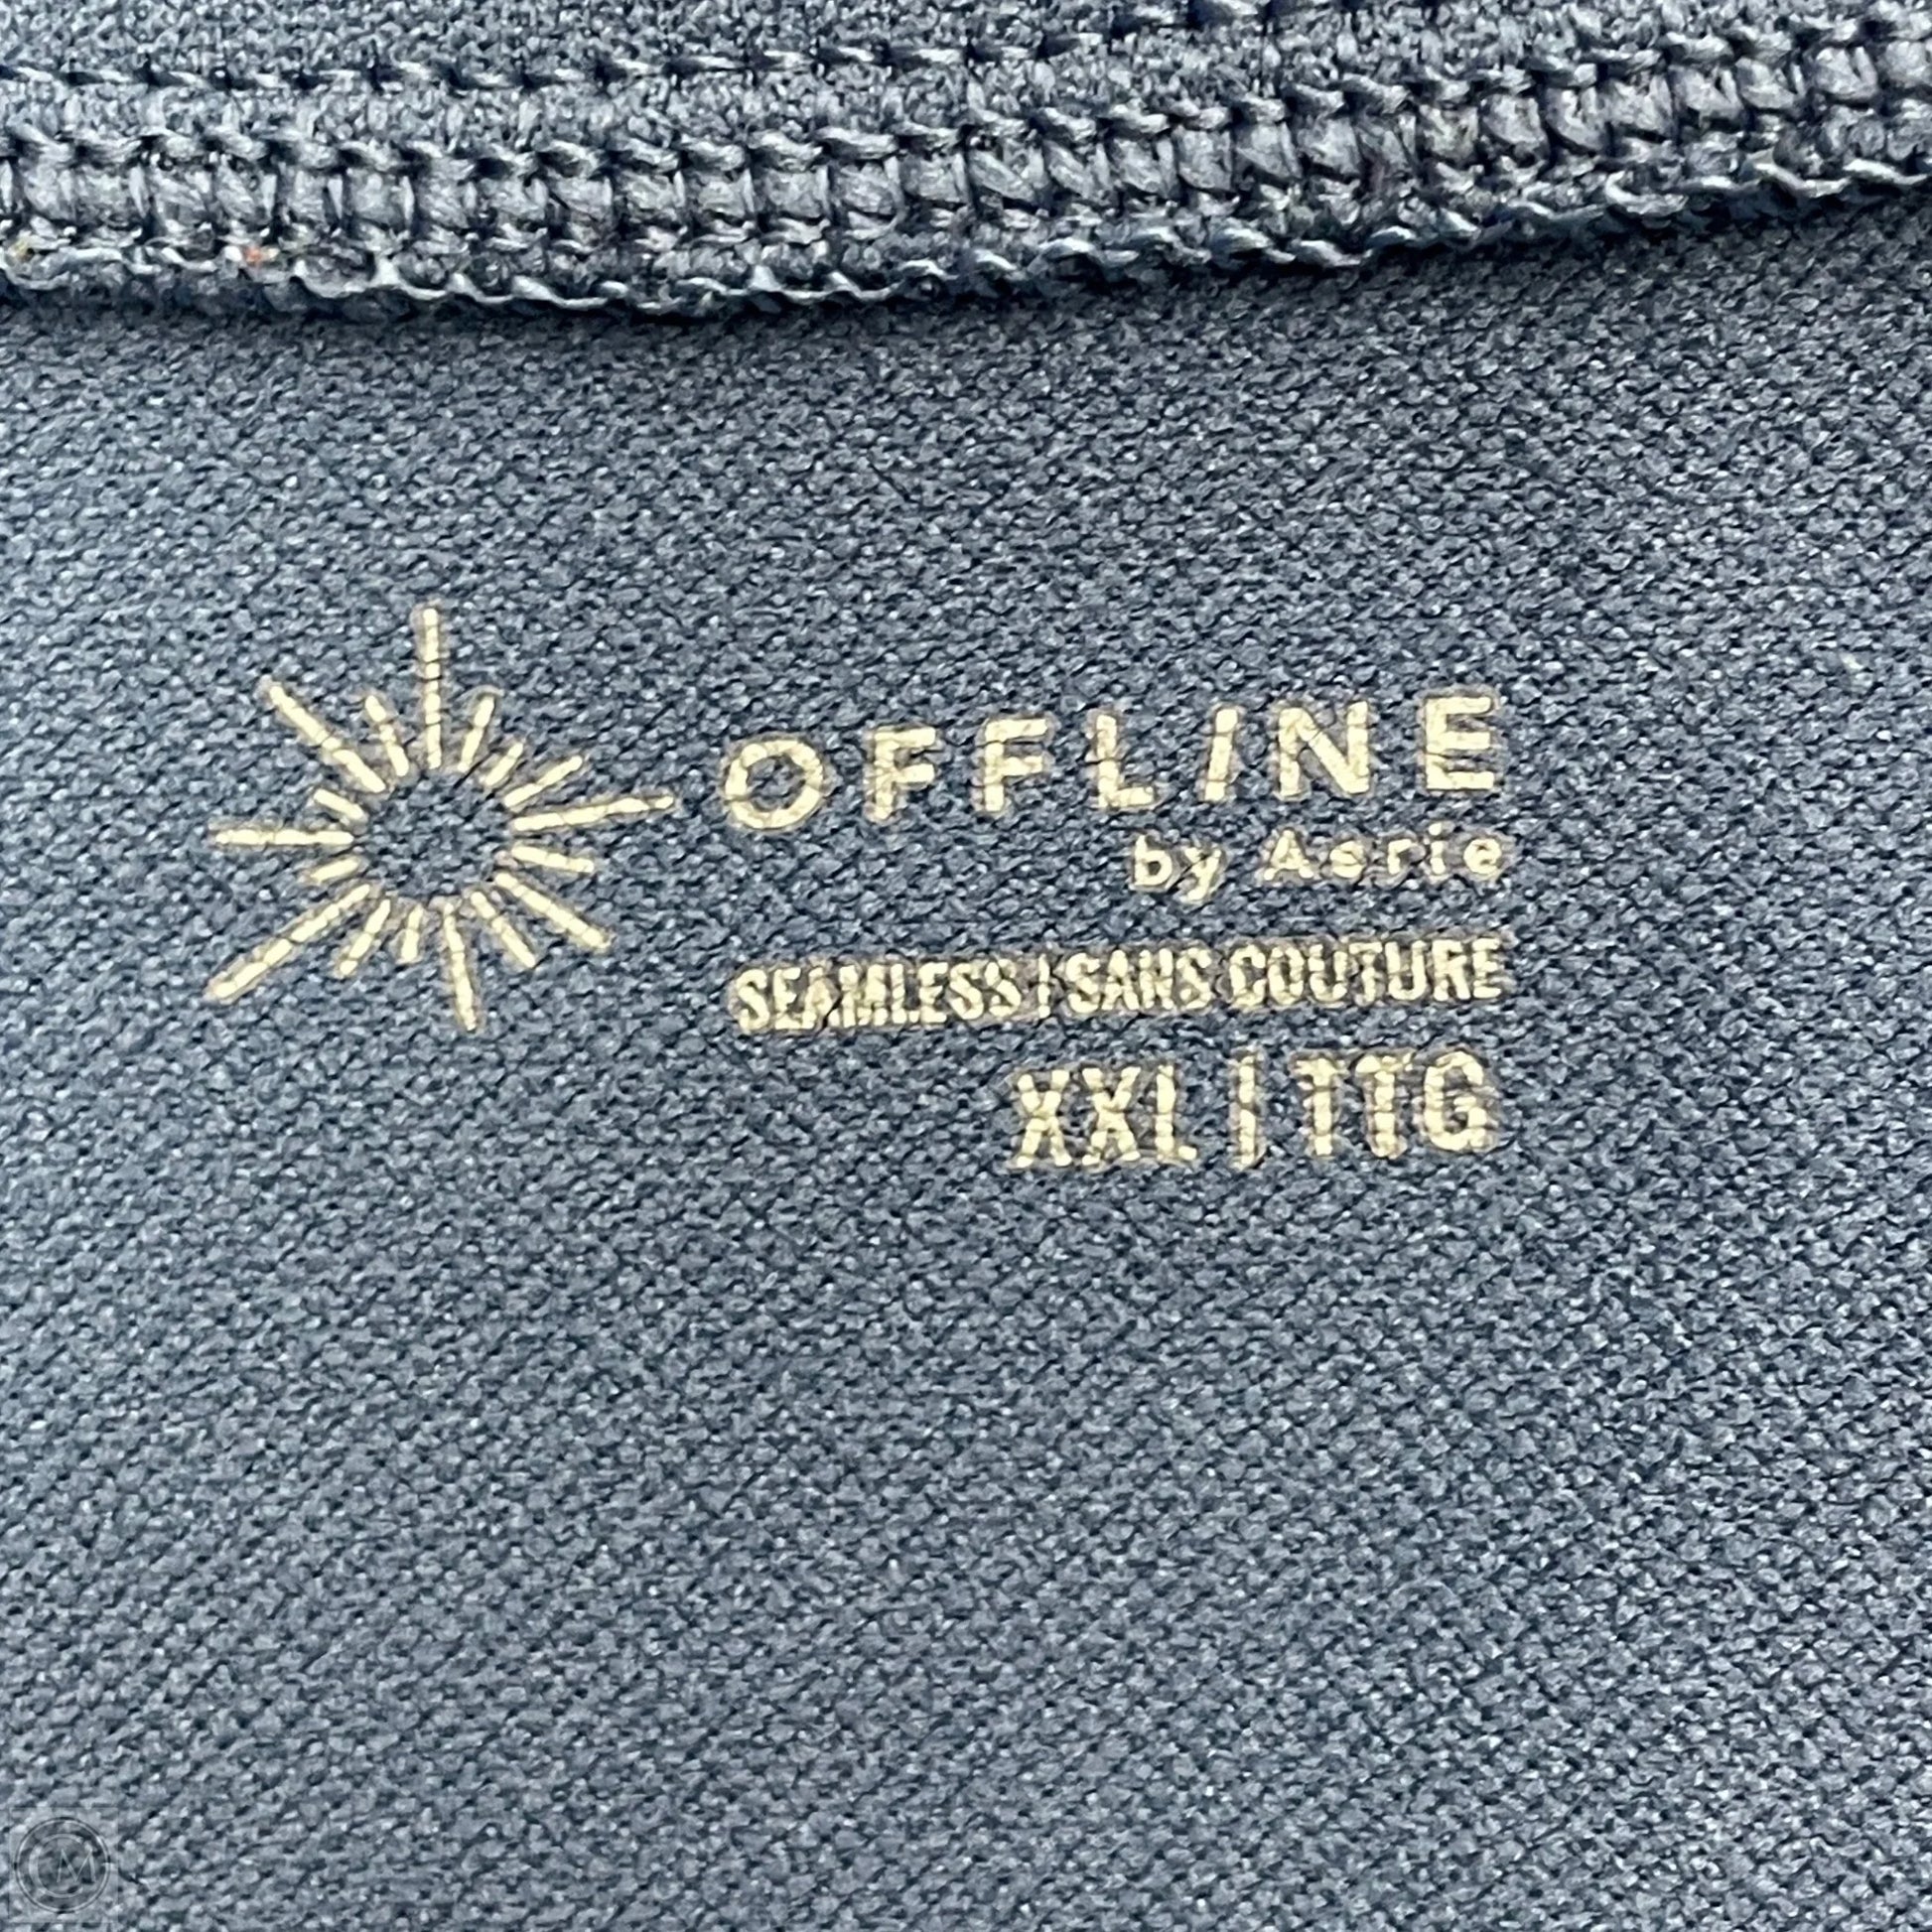 OFFLINE
by Aerie
SEAMLESS | SANS COUTURE
XXL | TTG